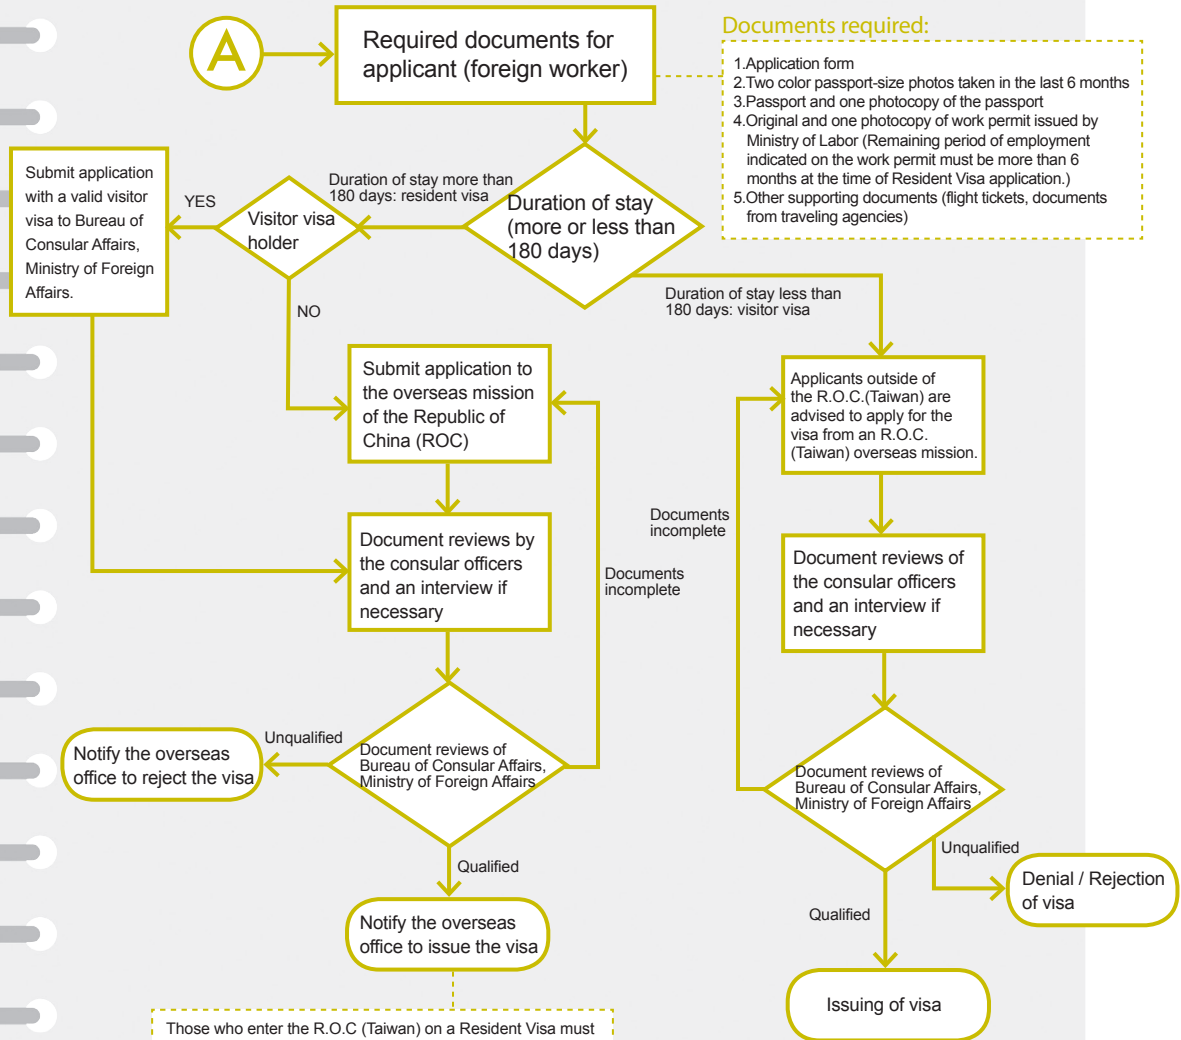 A
Required documents for
applicant (foreign worker)
Documents required:
1.Application form
2.Two color passport-size photos taken in the last 6 months
3.Passport and one photocopy of the passport
4.Original and one photocopy of work permit issued by
Ministry of Labor (Remaining period of employment
indicated on the work permit must be more than 6
months at the time of Resident Visa application.)
5.Other supporting documents (flight tickets, documents
from traveling agencies)
Duration of stay
(more or less than
180 days)
Duration of stay more than
180 days: resident visa
Visitor visa
holder
YES
Submit application
with a valid visitor
visa to Bureau of
Consular Affairs,
Ministry of Foreign
Affairs.
NO
Duration of stay less than
180 days: visitor visa
Submit application to
the overseas mission
of the Republic of
China (ROC)
Applicants outside of
the R.O.C.(Taiwan) are
advised to apply for the
visa from an R.O.C.
(Taiwan) overseas mission.
Document reviews by
the consular officers
and an interview if
necessary
Documents
incomplete
Documents
incomplete
Document reviews of
the consular officers
and an interview if
necessary
Document reviews of
Bureau of Consular Affairs,
Ministry of Foreign Affairs
Unqualified
Notify the overseas
office to reject the visa
Qualified
Notify the overseas
office to issue the visa
Document reviews of
Bureau of Consular Affairs,
Ministry of Foreign Affairs
Unqualified
Denial / Rejection
of visa
Qualified
Issuing of visa
Those who enter the R.O.C (Taiwan) on a Resident Visa must